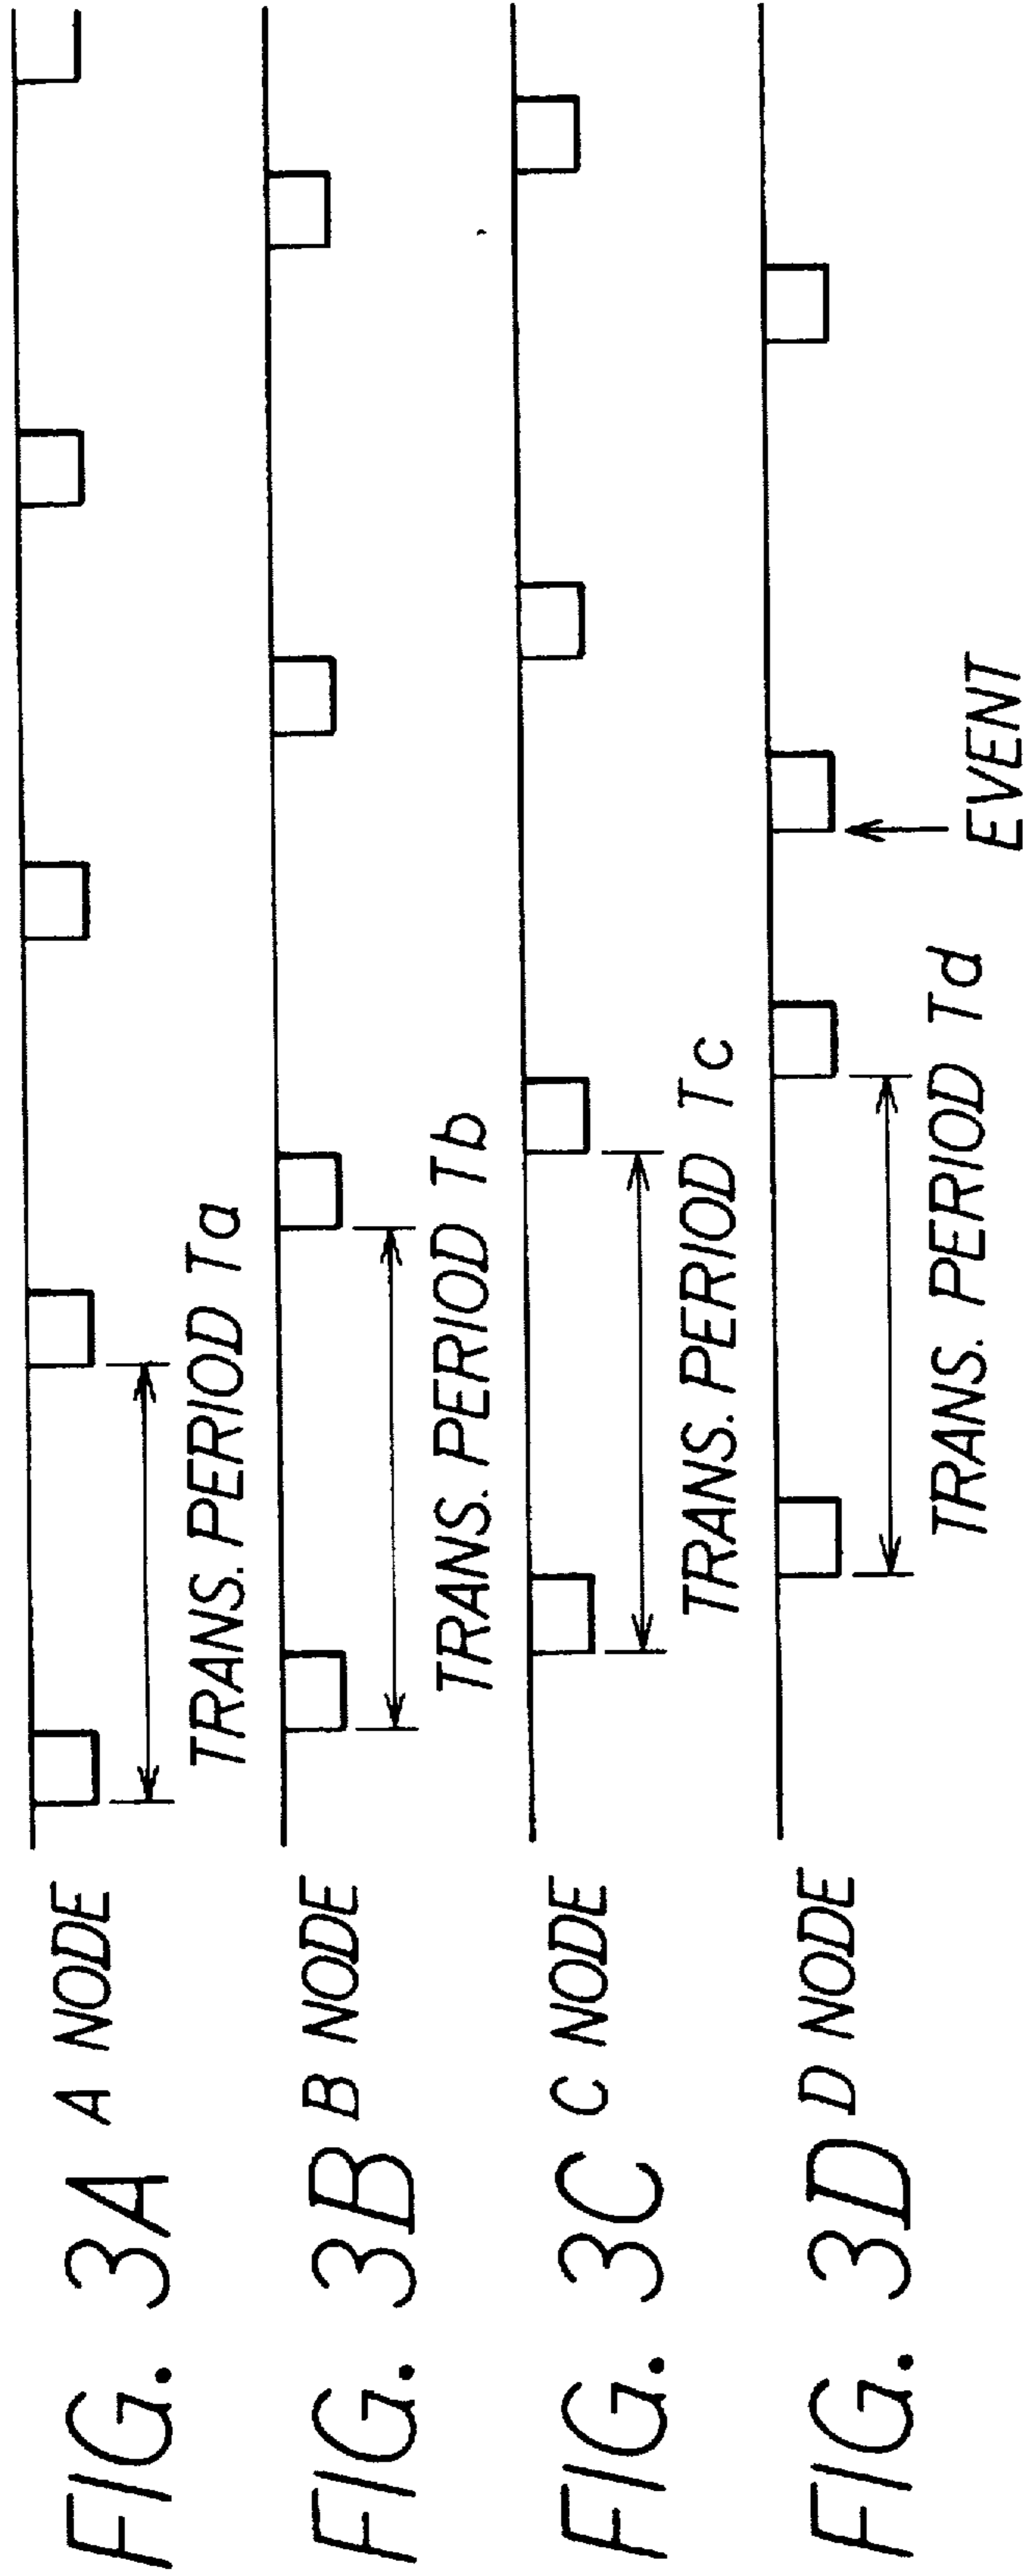 FIG. 3A A NODE
TRANS. PERIOD Ta
FIG. 3B B NODE
TRANS. PERIOD Tb
FIG. 3C C NODE
TRANS. PERIOD Tc
FIG. 3D D NODE
TRANS. PERIOD Td
EVENT